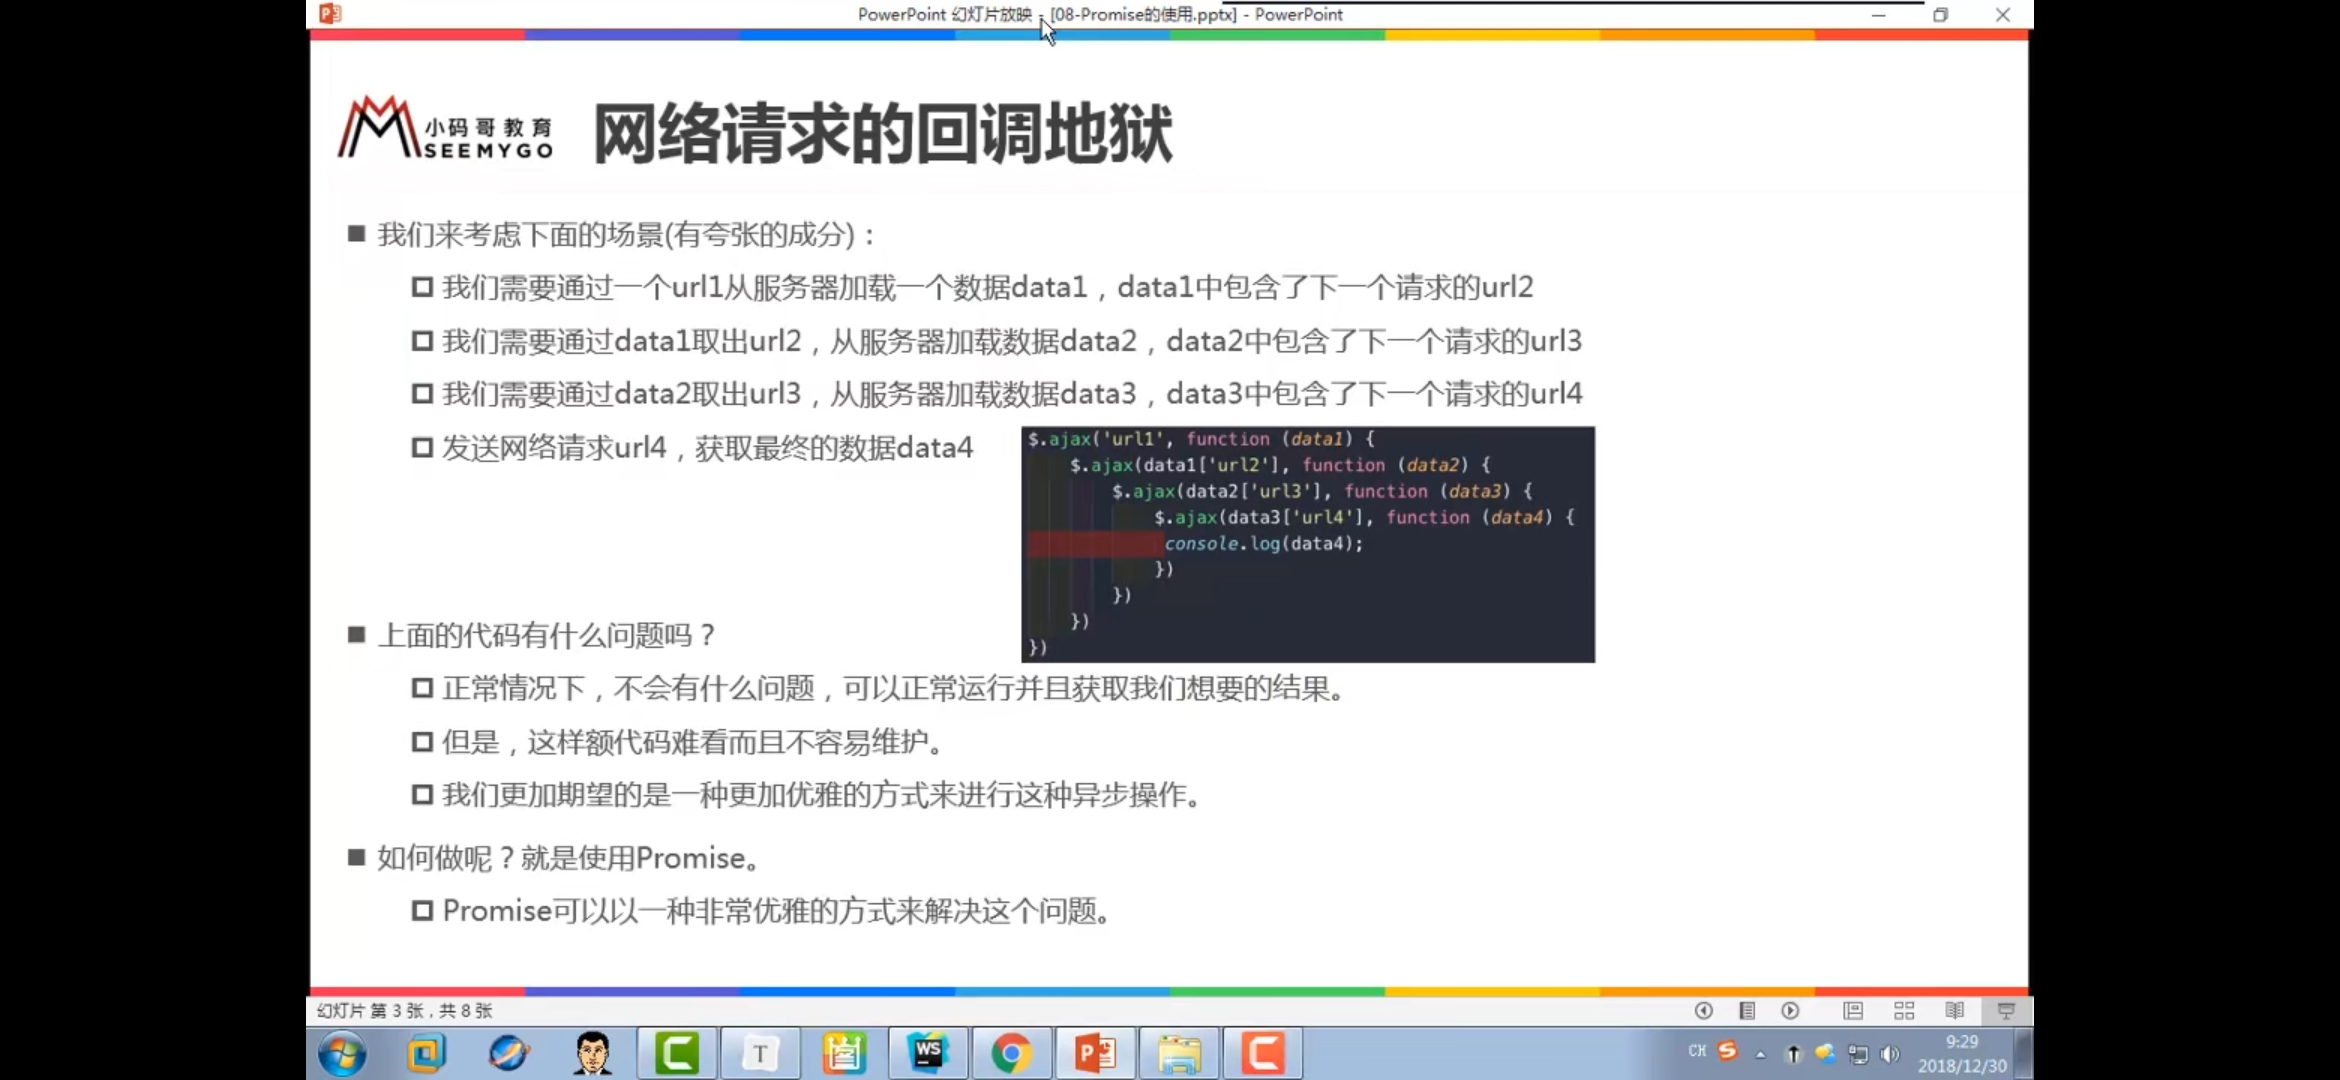 PowerPoint 幻灯片放映 - [08-Promise的使用.pptx] - PowerPoint
小码哥教育
SEEMYGO
网络请求的回调地狱
我们来考虑下面的场景(有夸张的成分)：
我们需要通过一个url1从服务器加载一个数据data1，data1中包含了下一个请求的url2
我们需要通过data1取出url2，从服务器加载数据data2，data2中包含了下一个请求的url3
我们需要通过data2取出url3，从服务器加载数据data3，data3中包含了下一个请求的url4
发送网络请求url4，获取最终的数据data4
$.ajax('url1', function (data1) {
$.ajax(data1['url2'], function (data2) {
$.ajax(data2['url3'], function (data3) {
$.ajax(data3['url4'], function (data4) {
console.log(data4);
})
})
})
})
上面的代码有什么问题吗？
正常情况下，不会有什么问题，可以正常运行并且获取我们想要的结果。
但是，这样额代码难看而且不容易维护。
我们更加期望的是一种更加优雅的方式来进行这种异步操作。
如何做呢？就是使用Promise。
Promise可以以一种非常优雅的方式来解决这个问题。
幻灯片 第 3 张，共 8 张
T
WS
CH
9:29
2018/12/30